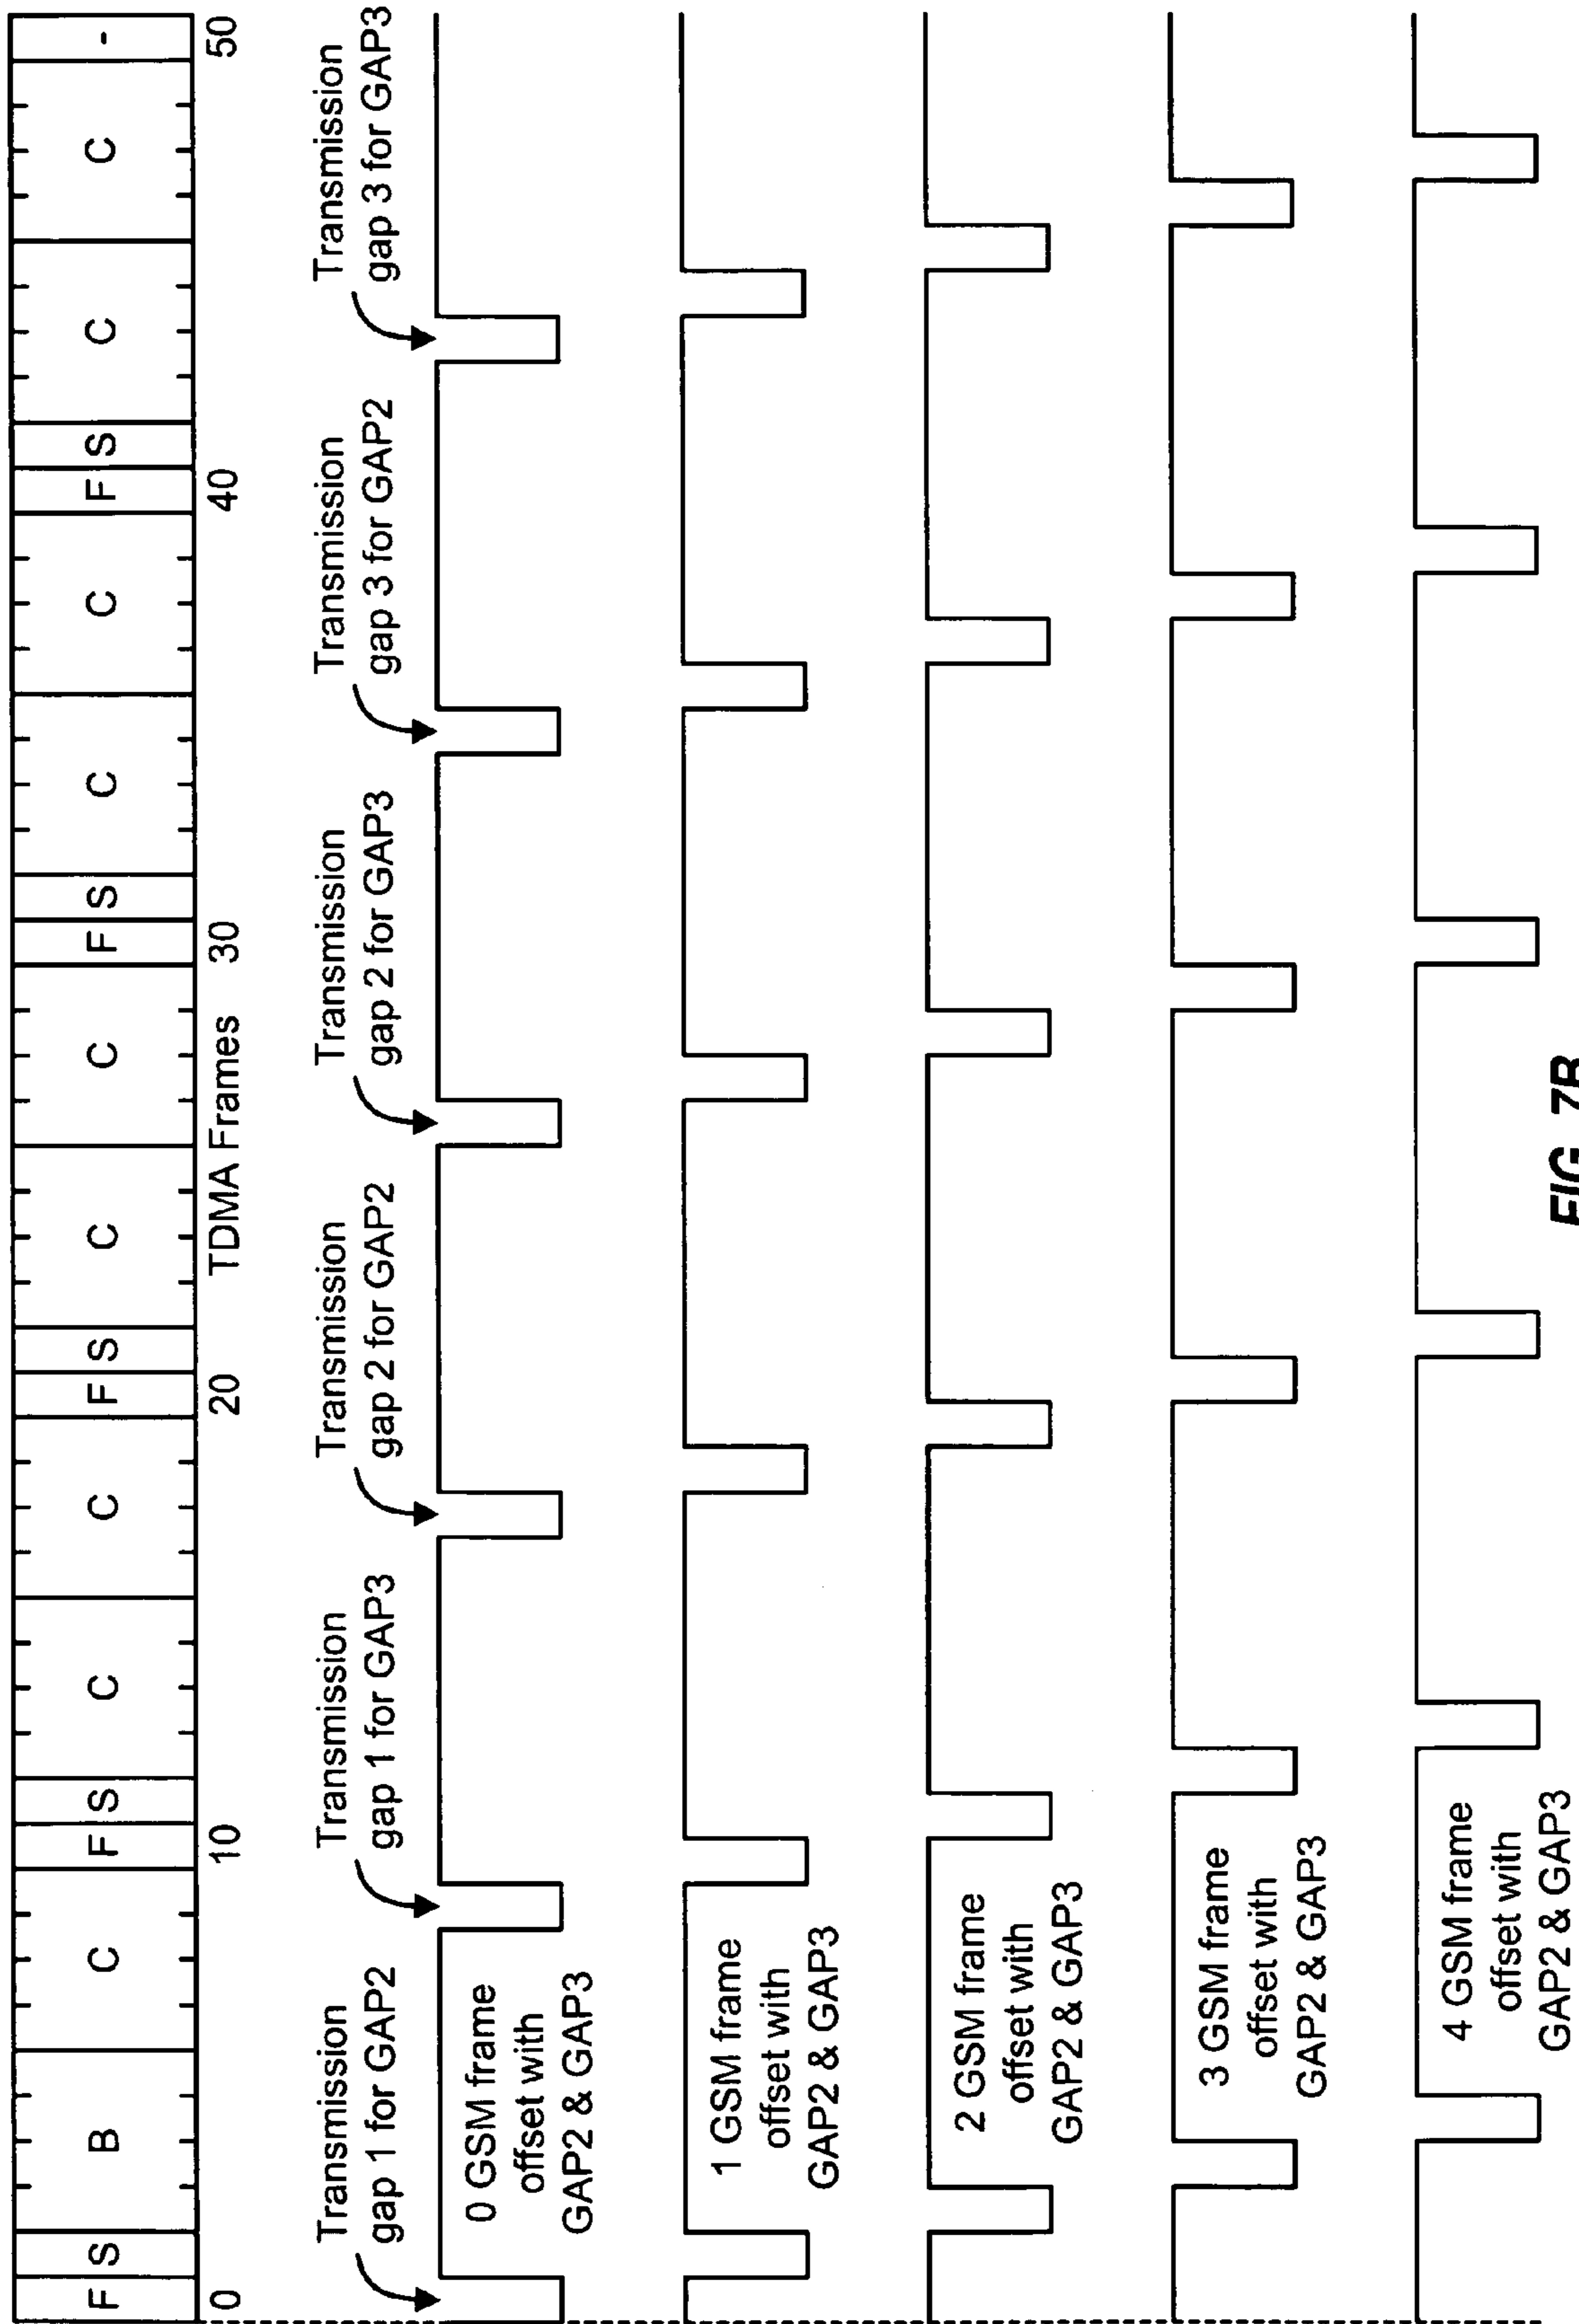 F S B C F S C C F S C C F S C C F S C C -
0 10 20 30 40 50
TDMA Frames
Transmission
gap 1 for GAP2
Transmission
gap 1 for GAP3
Transmission
gap 2 for GAP2
Transmission
gap 2 for GAP3
Transmission
gap 3 for GAP2
Transmission
gap 3 for GAP3
0 GSM frame
offset with
GAP2 & GAP3
1 GSM frame
offset with
GAP2 & GAP3
2 GSM frame
offset with
GAP2 & GAP3
3 GSM frame
offset with
GAP2 & GAP3
4 GSM frame
offset with
GAP2 & GAP3
FIG. 7B